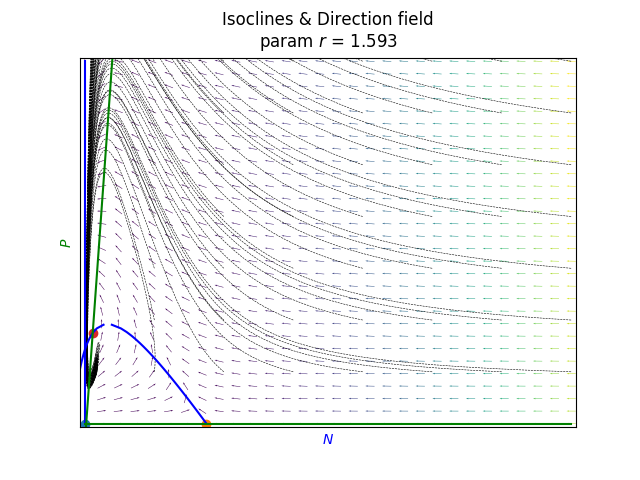 Isoclines & Direction field
param r = 1.593
P
N